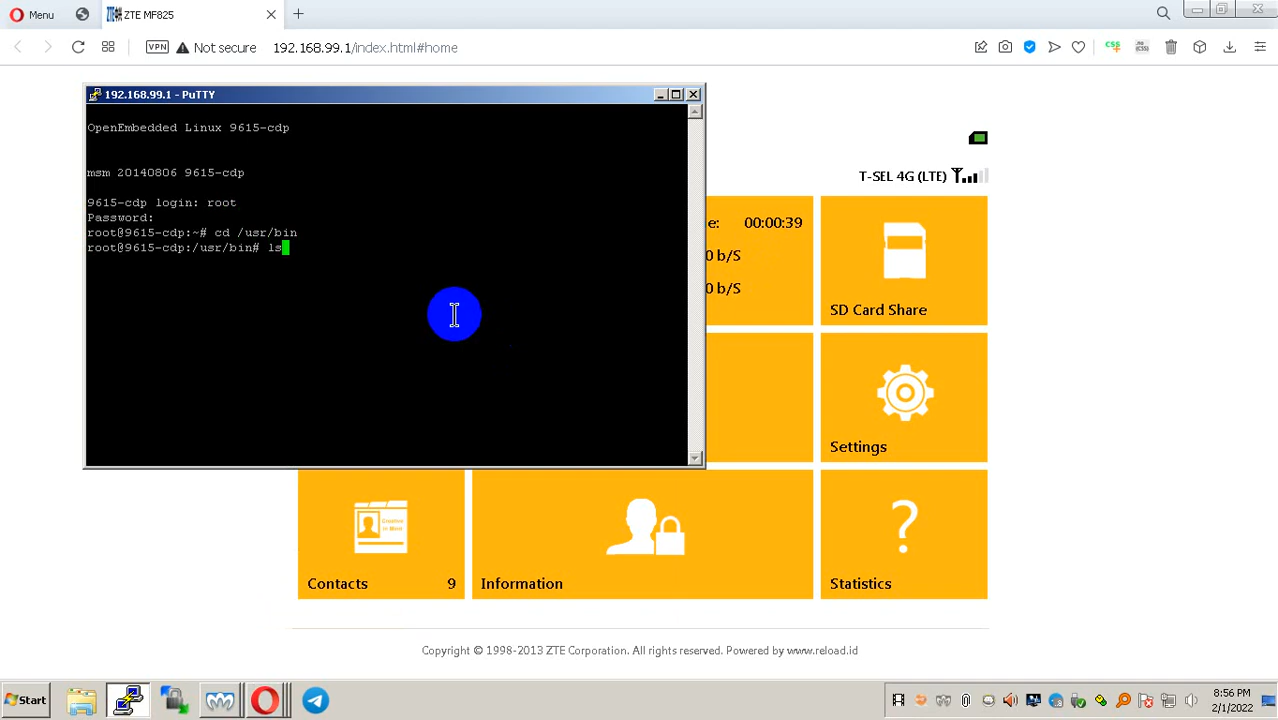 Menu
ZTE MF825
VPN
Not secure
192.168.99.1/index.html#home
css
192.168.99.1 - PuTTY
OpenEmbedded Linux 9615-cdp
msm 20140806 9615-cdp
9615-cdp login: root
Password:
root@9615-cdp:~# cd /usr/bin
root@9615-cdp:/usr/bin# ls
T-SEL 4G (LTE)
e: 00:00:39
0 b/S
0 b/S
SD Card Share
Settings
Contacts 9
Information
Statistics
Copyright © 1998-2013 ZTE Corporation. All rights reserved. Powered by www.reload.id
Start
8:56 PM
2/1/2022